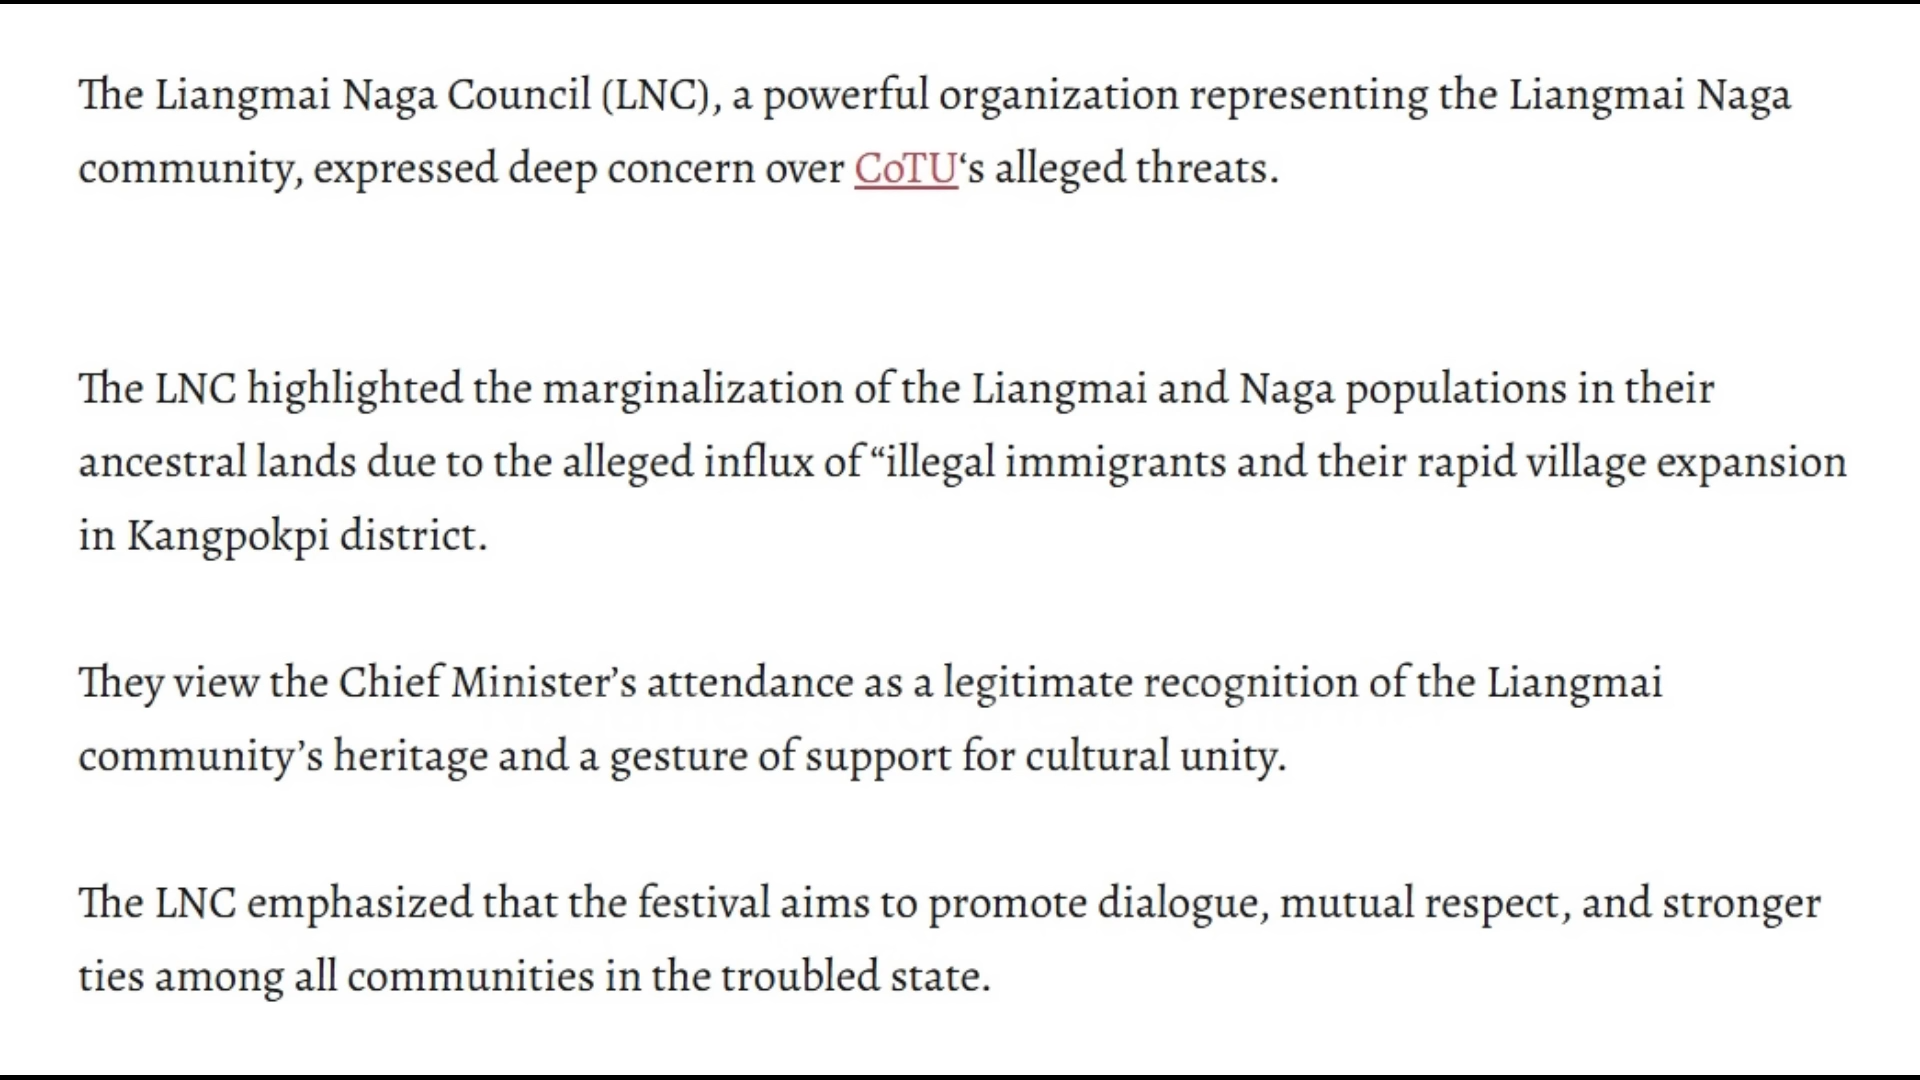 The Liangmai Naga Council (LNC), a powerful organization representing the Liangmai Naga
community, expressed deep concern over CoTU‘s alleged threats.
The LNC highlighted the marginalization of the Liangmai and Naga populations in their
ancestral lands due to the alleged influx of “illegal immigrants and their rapid village expansion
in Kangpokpi district.
They view the Chief Minister’s attendance as a legitimate recognition of the Liangmai
community’s heritage and a gesture of support for cultural unity.
The LNC emphasized that the festival aims to promote dialogue, mutual respect, and stronger
ties among all communities in the troubled state.